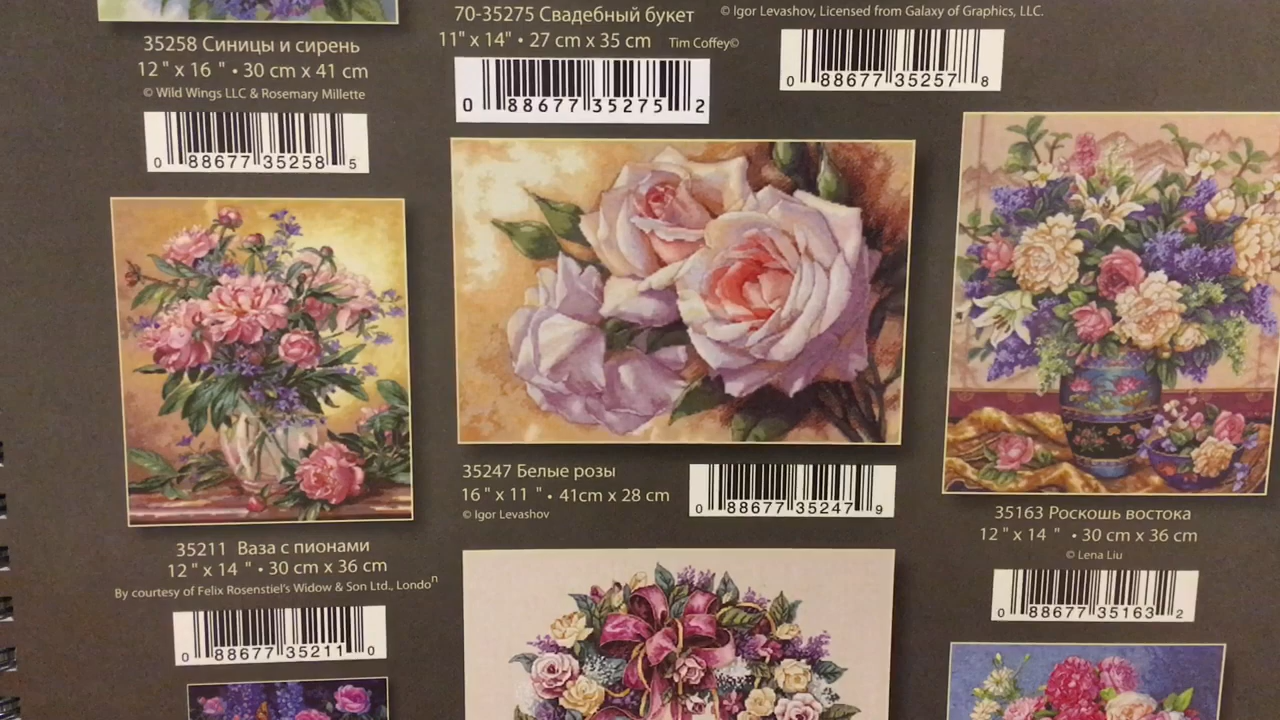 35258 Синицы и сирень
12 " x 16 " • 30 cm x 41 cm
© Wild Wings LLC & Rosemary Millette
0 88677 35258 5
70-35275 Свадебный букет
11" x 14" • 27 cm x 35 cm Tim Coffey©
0 88677 35275 2
© Igor Levashov, Licensed from Galaxy of Graphics, LLC.
0 88677 35257 8
35211 Ваза с пионами
12 " x 14 " • 30 cm x 36 cm
By courtesy of Felix Rosenstiel's Widow & Son Ltd., London
0 88677 35211 0
35247 Белые розы
16 " x 11 " • 41cm x 28 cm
© Igor Levashov
0 88677 35247 9
35163 Роскошь востока
12 " x 14 " • 30 cm x 36 cm
© Lena Liu
0 88677 35163 2